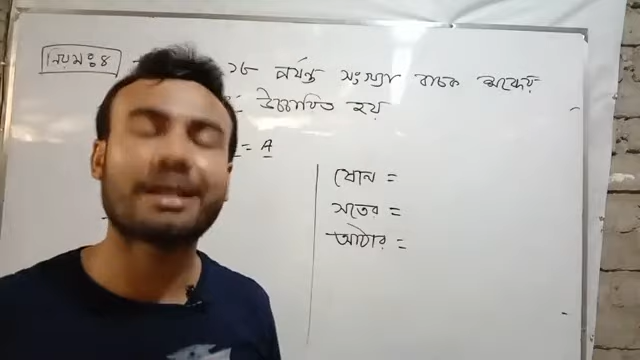 নিয়মঃ ৪
১৮ পর্যন্ত সংখ্যা বাচক শব্দের
উচ্চারিত হয়
= A
ষোল =
সতের =
আঠার =